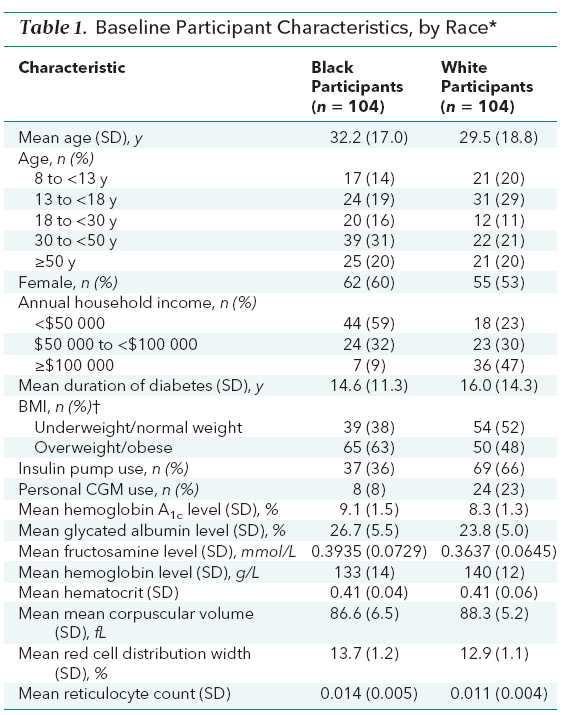 Table 1. Baseline Participant Characteristics, by Race*
Characteristic Black Participants (n = 104) White Participants (n = 104)
Mean age (SD), y 32.2 (17.0) 29.5 (18.8)
Age, n (%)
8 to <13 y 17 (14) 21 (20)
13 to <18 y 24 (19) 31 (29)
18 to <30 y 20 (16) 12 (11)
30 to <50 y 39 (31) 22 (21)
≥50 y 25 (20) 21 (20)
Female, n (%) 62 (60) 55 (53)
Annual household income, n (%)
<$50 000 44 (59) 18 (23)
$50 000 to <$100 000 24 (32) 23 (30)
≥$100 000 7 (9) 36 (47)
Mean duration of diabetes (SD), y 14.6 (11.3) 16.0 (14.3)
BMI, n (%)†
Underweight/normal weight 39 (38) 54 (52)
Overweight/obese 65 (63) 50 (48)
Insulin pump use, n (%) 37 (36) 69 (66)
Personal CGM use, n (%) 8 (8) 24 (23)
Mean hemoglobin A1c level (SD), % 9.1 (1.5) 8.3 (1.3)
Mean glycated albumin level (SD), % 26.7 (5.5) 23.8 (5.0)
Mean fructosamine level (SD), mmol/L 0.3935 (0.0729) 0.3637 (0.0645)
Mean hemoglobin level (SD), g/L 133 (14) 140 (12)
Mean hematocrit (SD) 0.41 (0.04) 0.41 (0.06)
Mean mean corpuscular volume 86.6 (6.5) 88.3 (5.2)
(SD), fL
Mean red cell distribution width 13.7 (1.2) 12.9 (1.1)
(SD), %
Mean reticulocyte count (SD) 0.014 (0.005) 0.011 (0.004)